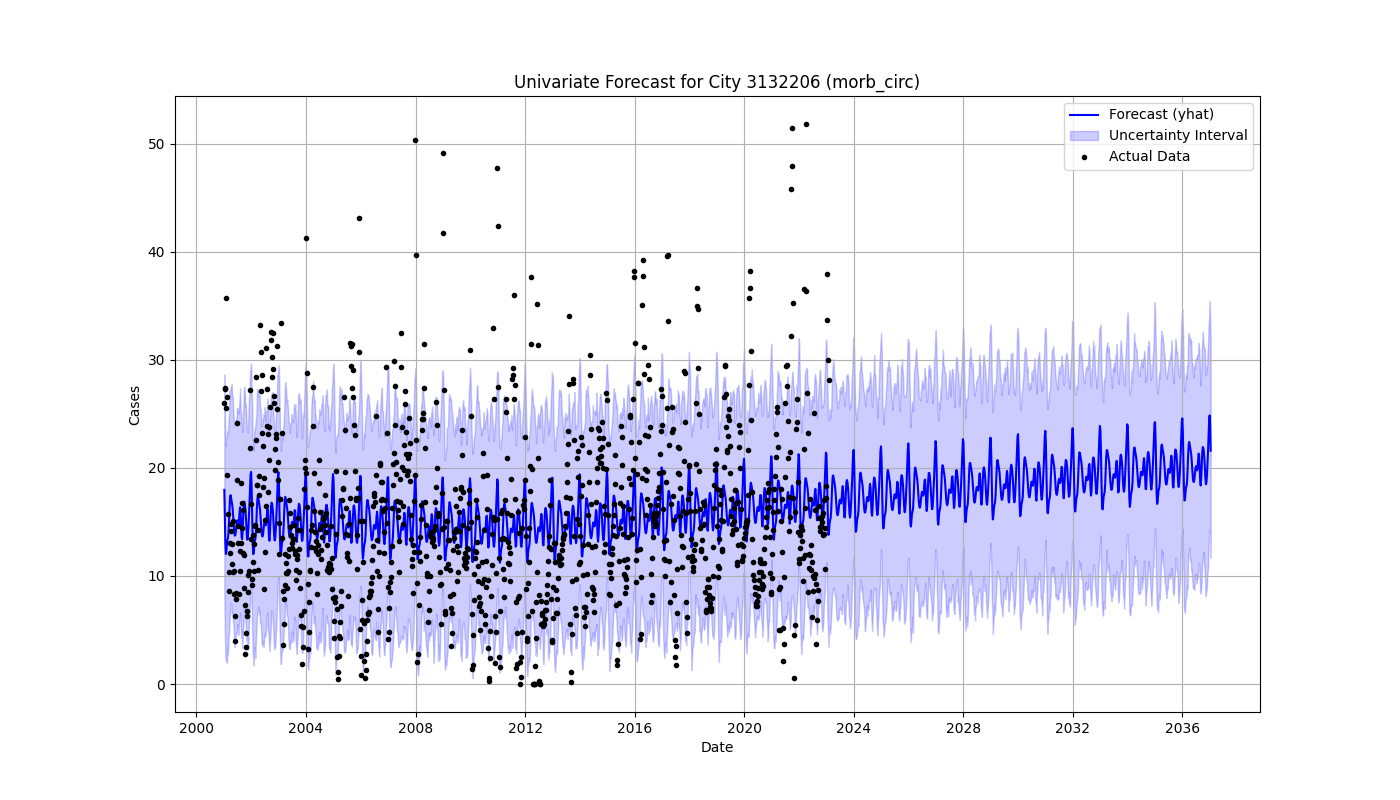 Univariate Forecast for City 3132206 (morb_circ)
Forecast (yhat)
Uncertainty Interval
Actual Data
Cases
50
40
30
20
10
0
2000 2004 2008 2012 2016 2020 2024 2028 2032 2036
Date